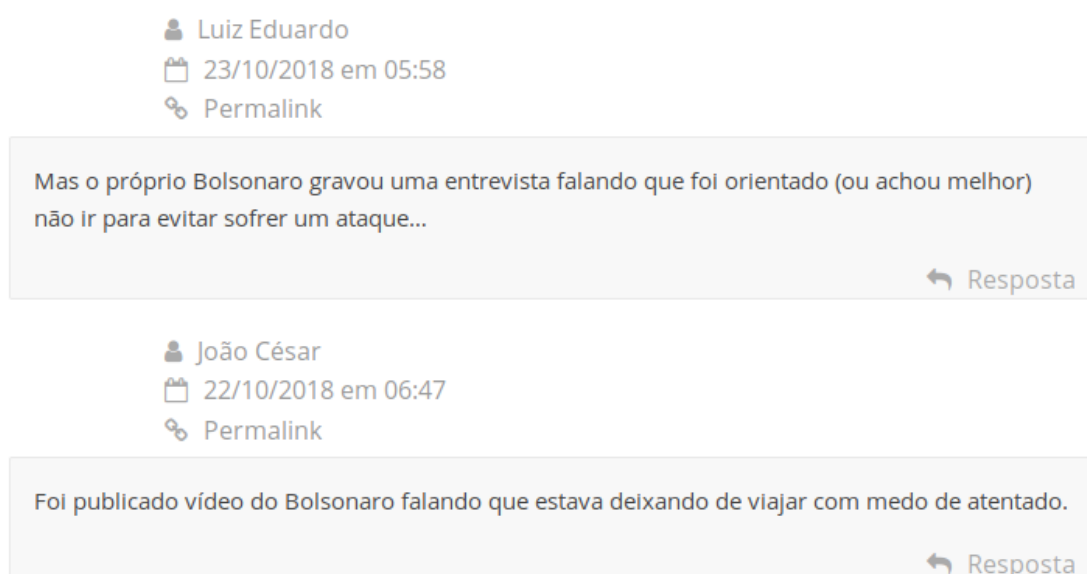 Luiz Eduardo
23/10/2018 em 05:58
Permalink
Mas o próprio Bolsonaro gravou uma entrevista falando que foi orientado (ou achou melhor)
não ir para evitar sofrer um ataque...
Resposta
João César
22/10/2018 em 06:47
Permalink
Foi publicado vídeo do Bolsonaro falando que estava deixando de viajar com medo de atentado.
Resposta